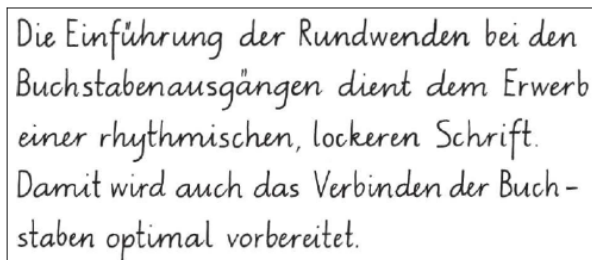 Die Einführung der Rundwenden bei den
Buchstabenausgängen dient dem Erwerb
einer rhythmischen, lockeren Schrift.
Damit wird auch das Verbinden der Buch-
staben optimal vorbereitet.